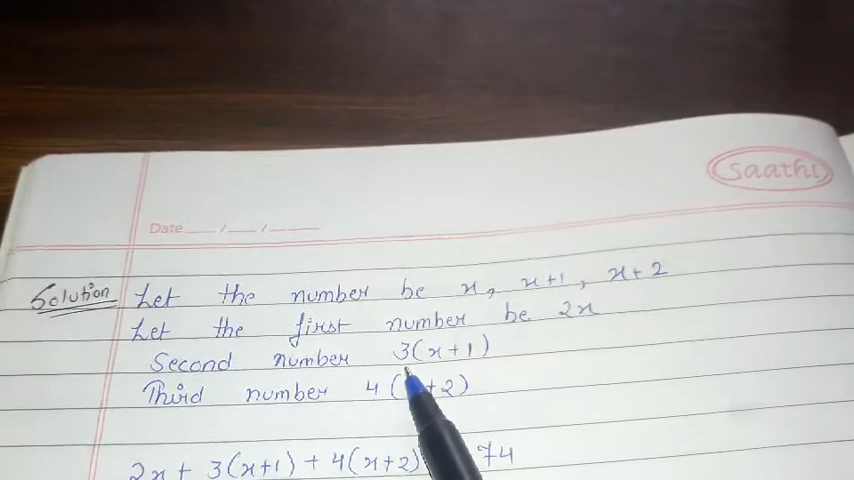 saathi
Date / /
Solution Let the number be x, x+1, x+2
Let the first number be 2x
Second number 3(x+1)
Third number 4( +2)
2x + 3(x+1) + 4(x+2) 74